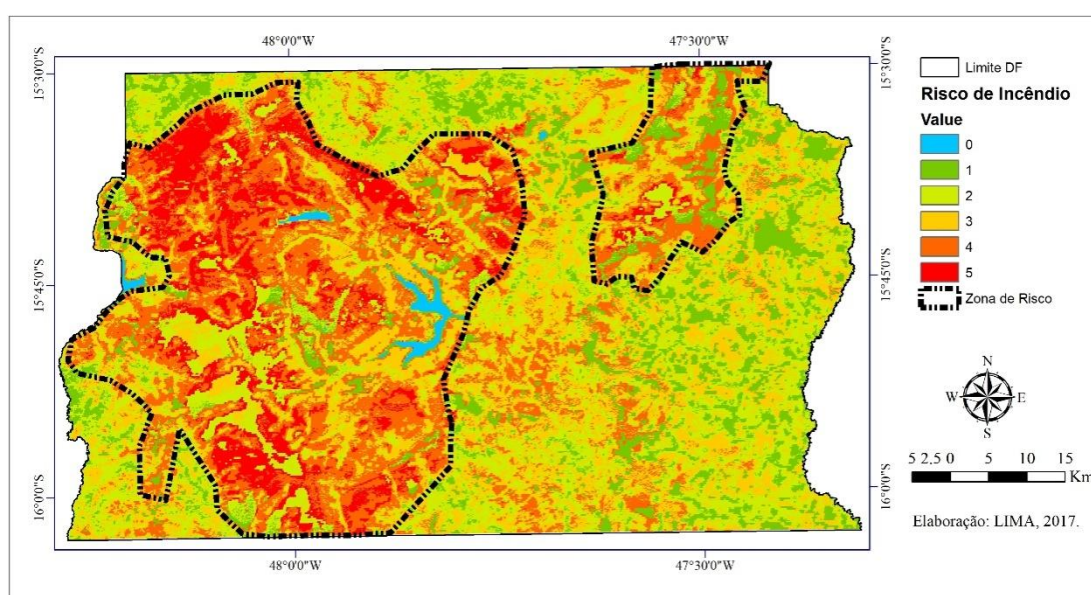 48°0'0"W
47°30'0"W
15°30'0"S
15°30'0"S
15°45'0"S
15°45'0"S
16°0'0"S
16°0'0"S
48°0'0"W
47°30'0"W
Limite DF
Risco de Incêndio
Value
0
1
2
3
4
5
Zona de Risco
N
W E
S
5 2,5 0 5 10 15
Km
Elaboração: LIMA, 2017.